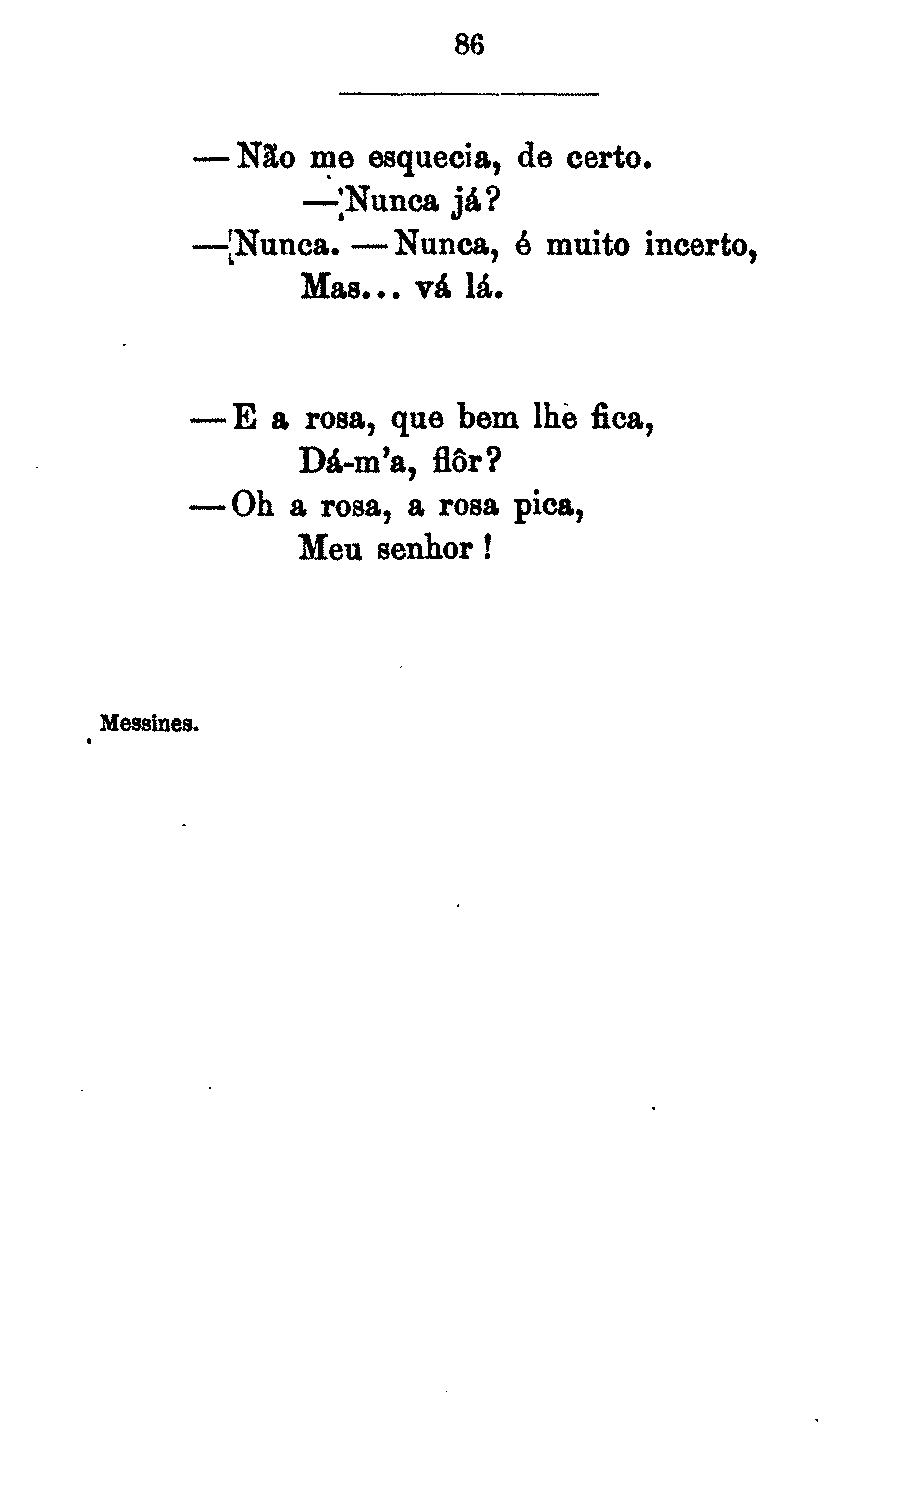 86
— Não me esquecia, de certo.
— Nunca já?
— Nunca. — Nunca, é muito incerto,
Mas... vá lá.
— E a rosa, que bem lhe fica,
Dá-m'a, flôr?
— Oh a rosa, a rosa pica,
Meu senhor!
Messines.